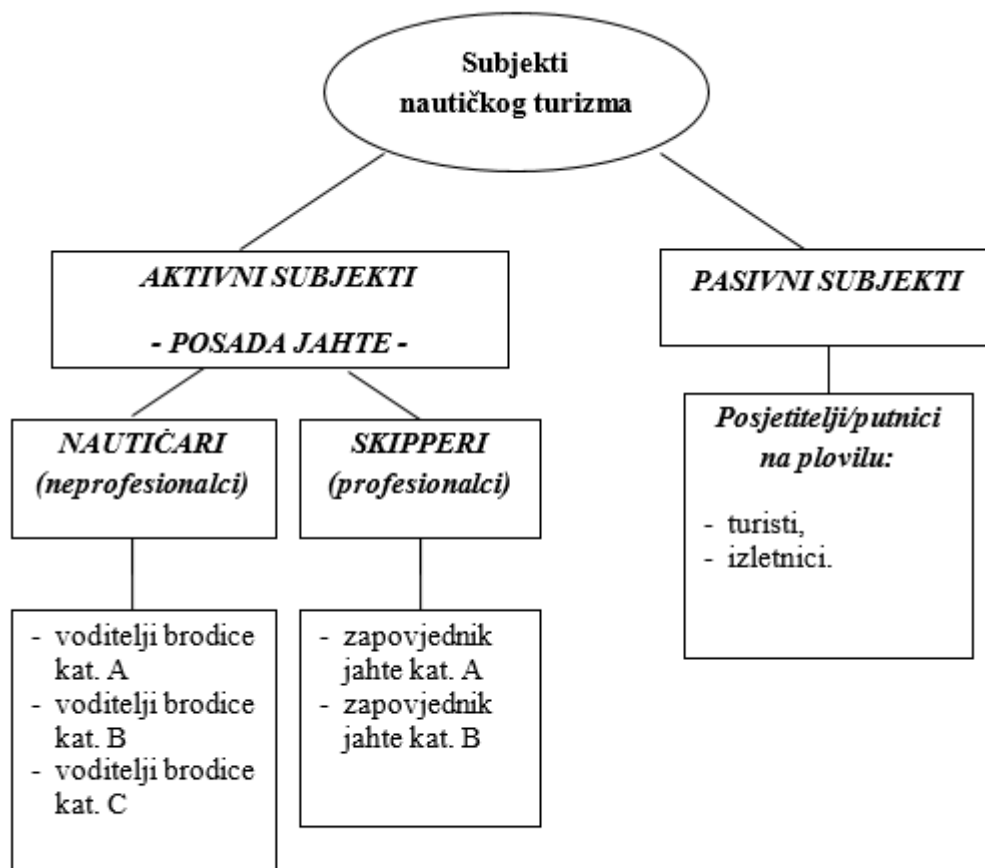 Subjekti
nautičkog turizma
AKTIVNI SUBJEKTI
- POSADA JAHTE -
PASIVNI SUBJEKTI
NAUTIČARI
(neprofesionalci)
SKIPPERI
(profesionalci)
Posjetitelji/putnici
na plovilu:
- turisti,
- izletnici.
- voditelji brodice
kat. A
- voditelji brodice
kat. B
- voditelji brodice
kat. C
- zapovjednik
jahte kat. A
- zapovjednik
jahte kat. B